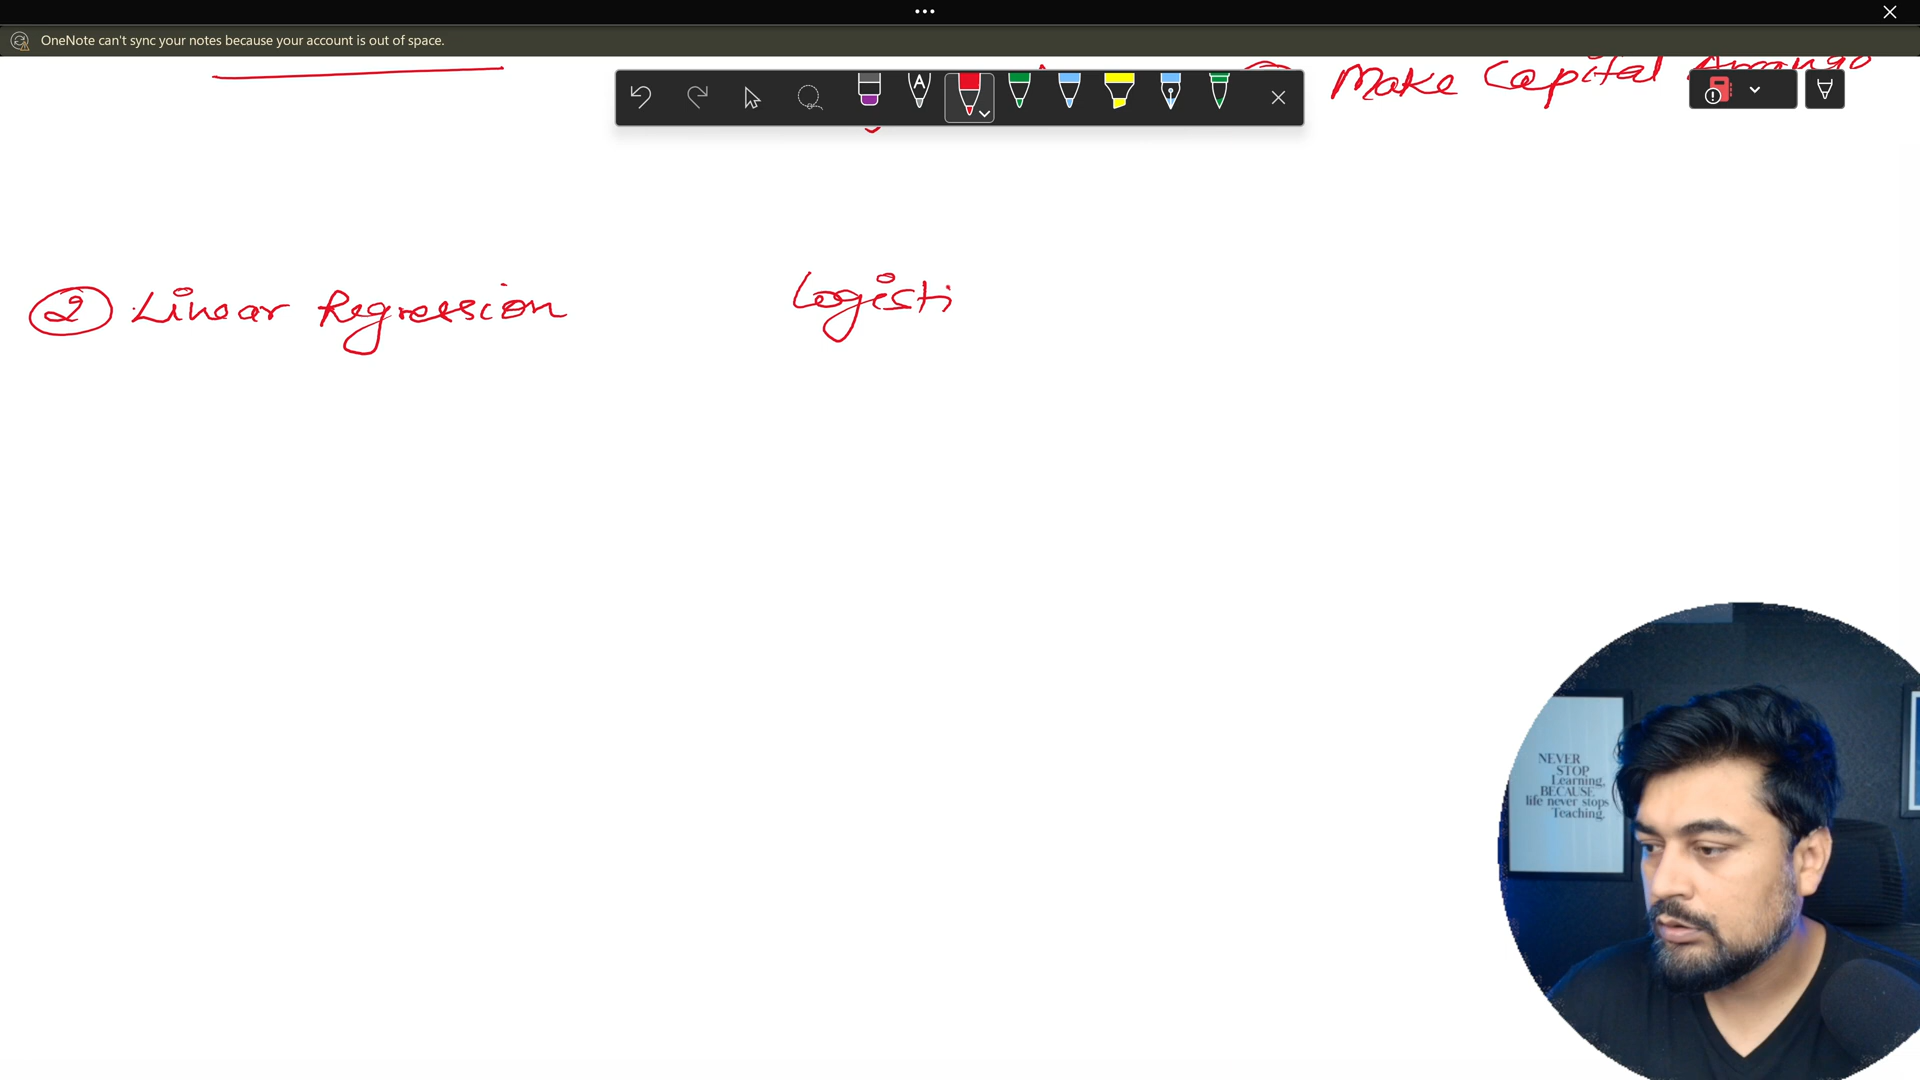 OneNote can't sync your notes because your account is out of space.
Make Capital
② Linear Regression
Logisti
NEVER
STOP
Learning,
BECAUSE
life never stops
Teaching.